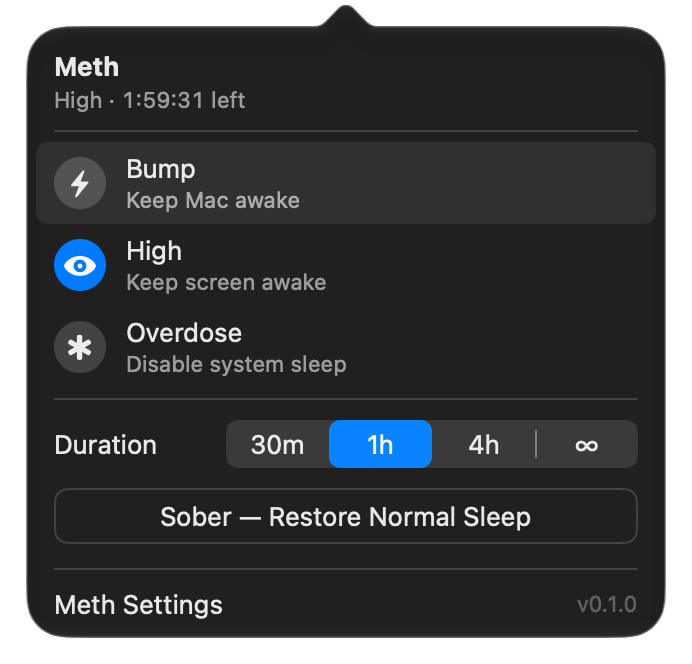 Meth
High · 1:59:31 left
Bump
Keep Mac awake
High
Keep screen awake
Overdose
Disable system sleep
Duration 30m 1h 4h ∞
Sober — Restore Normal Sleep
Meth Settings v0.1.0